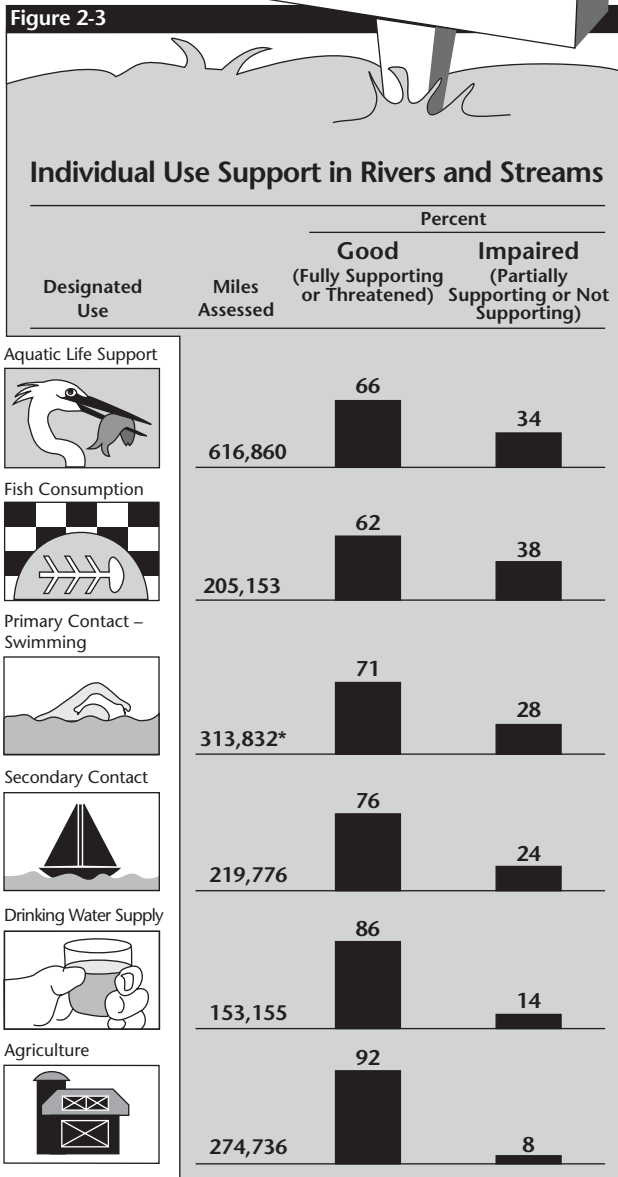 Figure 2-3
Individual Use Support in Rivers and Streams
Percent
Good
(Fully Supporting
or Threatened)
Impaired
(Partially
Supporting or Not
Supporting)
Designated
Use
Miles
Assessed
Aquatic Life Support
616,860
66
34
Fish Consumption
205,153
62
38
Primary Contact –
Swimming
313,832*
71
28
Secondary Contact
219,776
76
24
Drinking Water Supply
153,155
86
14
Agriculture
274,736
92
8